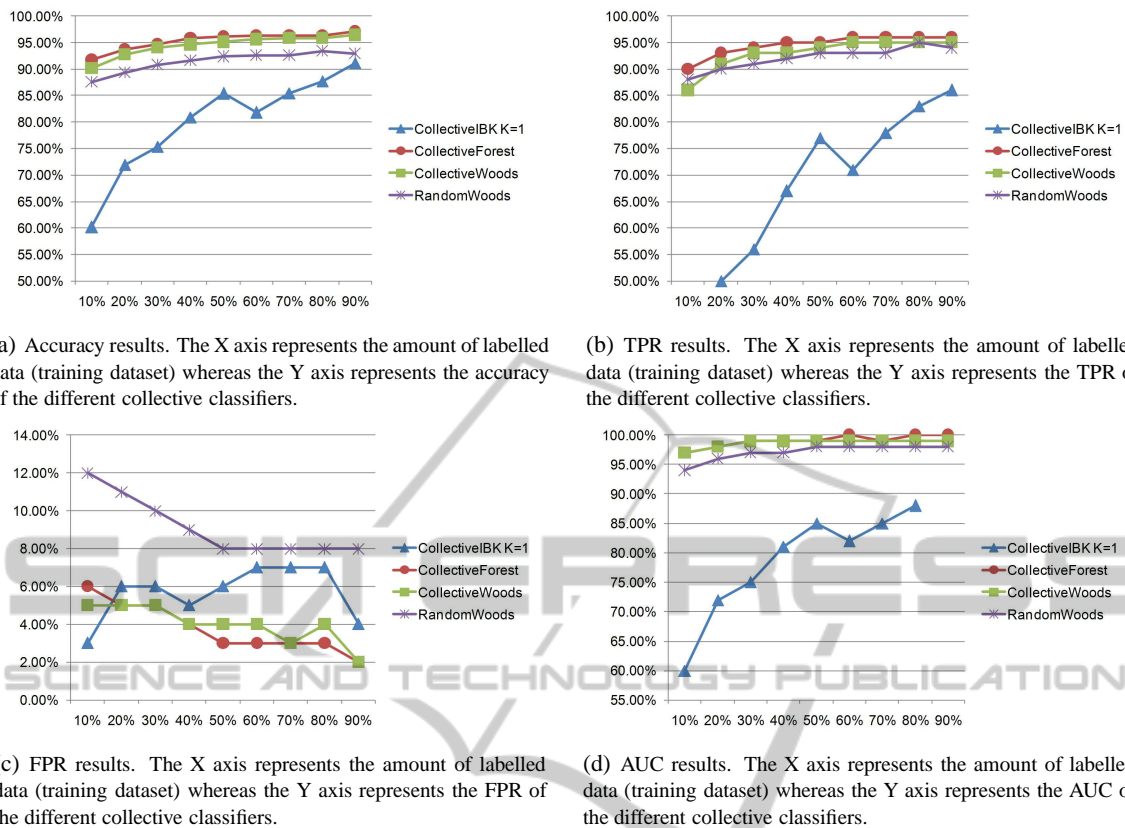 100.00%
95.00%
90.00%
85.00%
80.00%
75.00%
70.00%
65.00%
60.00%
55.00%
50.00%
10% 20% 30% 40% 50% 60% 70% 80% 90%
CollectiveIBK K=1
CollectiveForest
CollectiveWoods
RandomWoods
100.00%
95.00%
90.00%
85.00%
80.00%
75.00%
70.00%
65.00%
60.00%
55.00%
50.00%
10% 20% 30% 40% 50% 60% 70% 80% 90%
CollectiveIBK K=1
CollectiveForest
CollectiveWoods
RandomWoods
a) Accuracy results. The X axis represents the amount of labelled
data (training dataset) whereas the Y axis represents the accuracy
of the different collective classifiers.
(b) TPR results. The X axis represents the amount of labelled
data (training dataset) whereas the Y axis represents the TPR o
the different collective classifiers.
14.00%
12.00%
10.00%
8.00%
6.00%
4.00%
2.00%
0.00%
10% 20% 30% 40% 50% 60% 70% 80% 90%
CollectiveIBK K=1
CollectiveForest
CollectiveWoods
RandomWoods
100.00%
95.00%
90.00%
85.00%
80.00%
75.00%
70.00%
65.00%
60.00%
55.00%
10% 20% 30% 40% 50% 60% 70% 80% 90%
CollectiveIBK K=1
CollectiveForest
CollectiveWoods
RandomWoods
SCITEPRESS
SCIENCE AND TECHNOLOGY PUBLICATION
c) FPR results. The X axis represents the amount of labelled
data (training dataset) whereas the Y axis represents the FPR of
the different collective classifiers.
(d) AUC results. The X axis represents the amount of labelled
data (training dataset) whereas the Y axis represents the AUC o
the different collective classifiers.